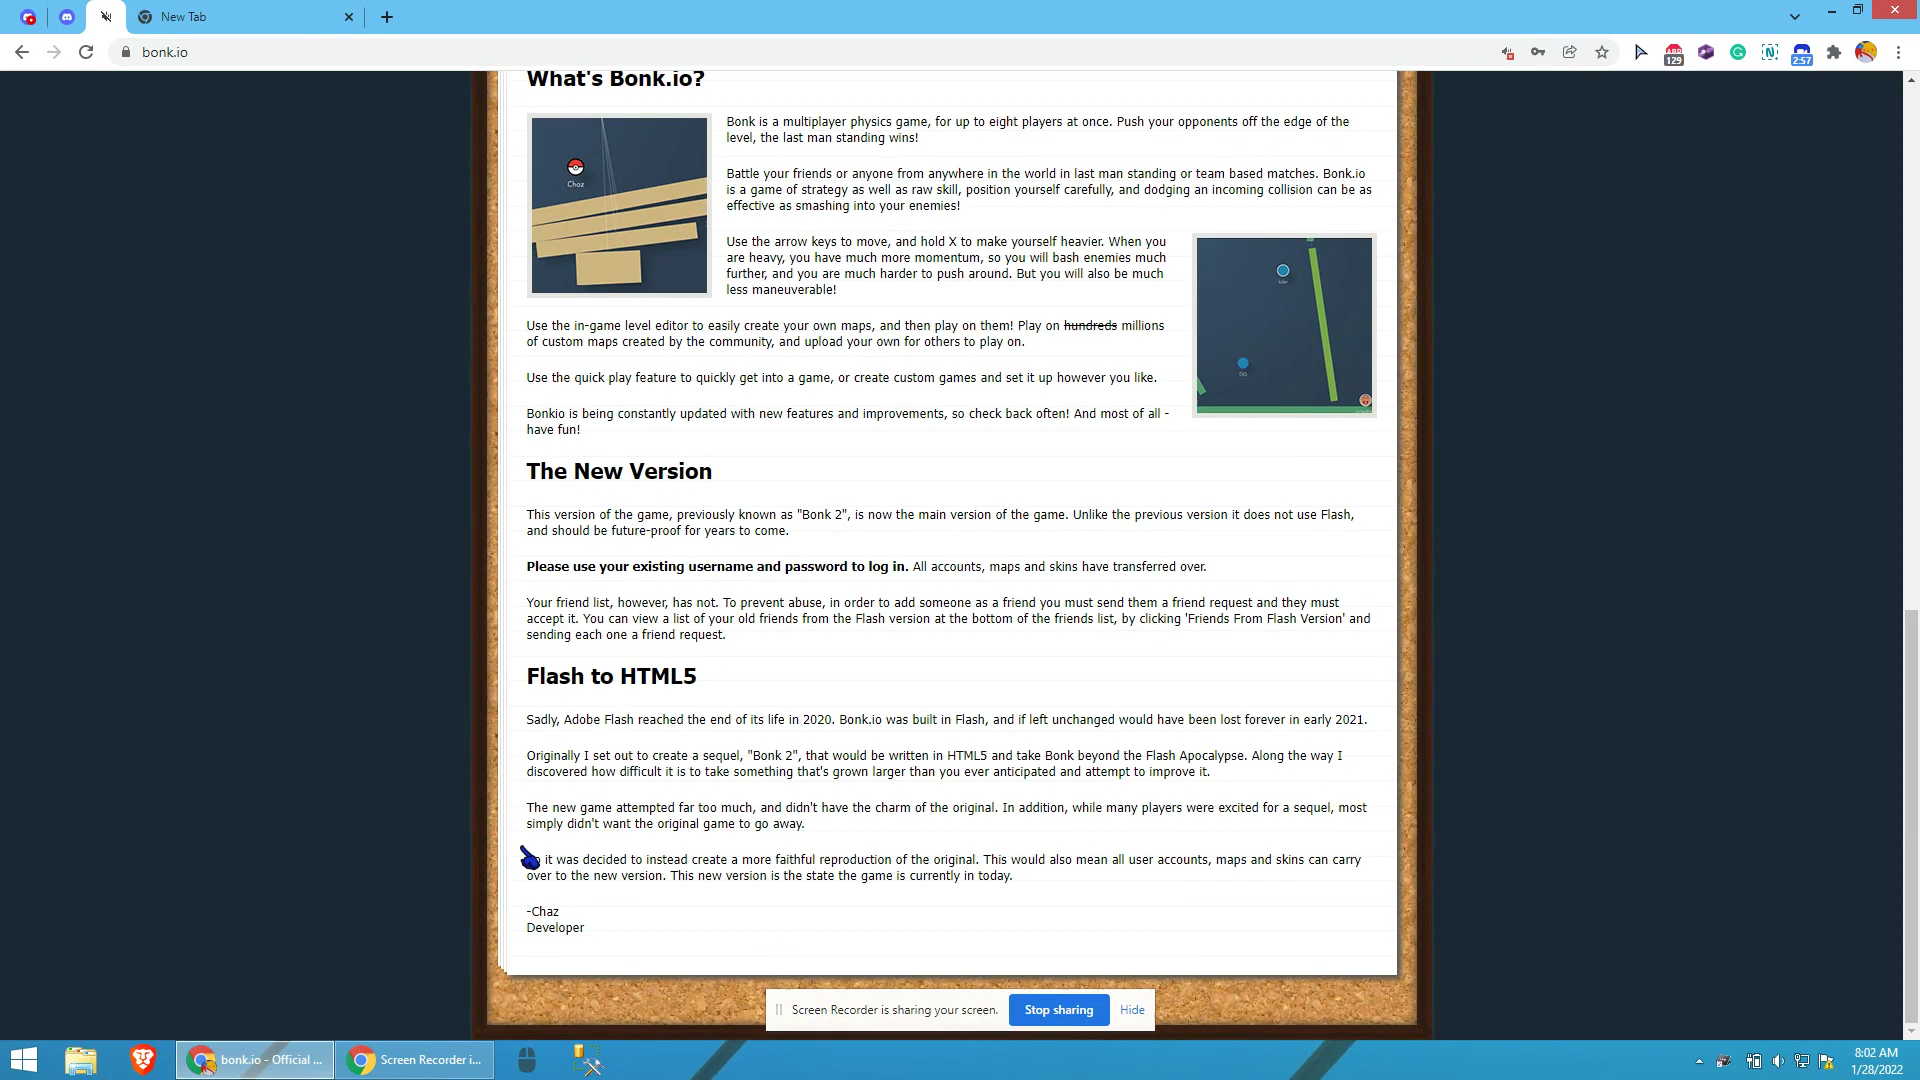 New Tab
bonk.io
129
2:57
What's Bonk.io?
Choz
Bonk is a multiplayer physics game, for up to eight players at once. Push your opponents off the edge of the
level, the last man standing wins!
Battle your friends or anyone from anywhere in the world in last man standing or team based matches. Bonk.io
is a game of strategy as well as raw skill, position yourself carefully, and dodging an incoming collision can be as
effective as smashing into your enemies!
Use the arrow keys to move, and hold X to make yourself heavier. When you
are heavy, you have much more momentum, so you will bash enemies much
further, and you are much harder to push around. But you will also be much
less maneuverable!
Use the in-game level editor to easily create your own maps, and then play on them! Play on hundreds millions
of custom maps created by the community, and upload your own for others to play on.
Use the quick play feature to quickly get into a game, or create custom games and set it up however you like.
Bonkio is being constantly updated with new features and improvements, so check back often! And most of all -
have fun!
The New Version
This version of the game, previously known as "Bonk 2", is now the main version of the game. Unlike the previous version it does not use Flash,
and should be future-proof for years to come.
Please use your existing username and password to log in. All accounts, maps and skins have transferred over.
Your friend list, however, has not. To prevent abuse, in order to add someone as a friend you must send them a friend request and they must
accept it. You can view a list of your old friends from the Flash version at the bottom of the friends list, by clicking 'Friends From Flash Version' and
sending each one a friend request.
Flash to HTML5
Sadly, Adobe Flash reached the end of its life in 2020. Bonk.io was built in Flash, and if left unchanged would have been lost forever in early 2021.
Originally I set out to create a sequel, "Bonk 2", that would be written in HTML5 and take Bonk beyond the Flash Apocalypse. Along the way I
discovered how difficult it is to take something that's grown larger than you ever anticipated and attempt to improve it.
The new game attempted far too much, and didn't have the charm of the original. In addition, while many players were excited for a sequel, most
simply didn't want the original game to go away.
it was decided to instead create a more faithful reproduction of the original. This would also mean all user accounts, maps and skins can carry
over to the new version. This new version is the state the game is currently in today.
-Chaz
Developer
Screen Recorder is sharing your screen.
Stop sharing
Hide
bonk.io - Official ...
Screen Recorder i...
8:02 AM
1/28/2022